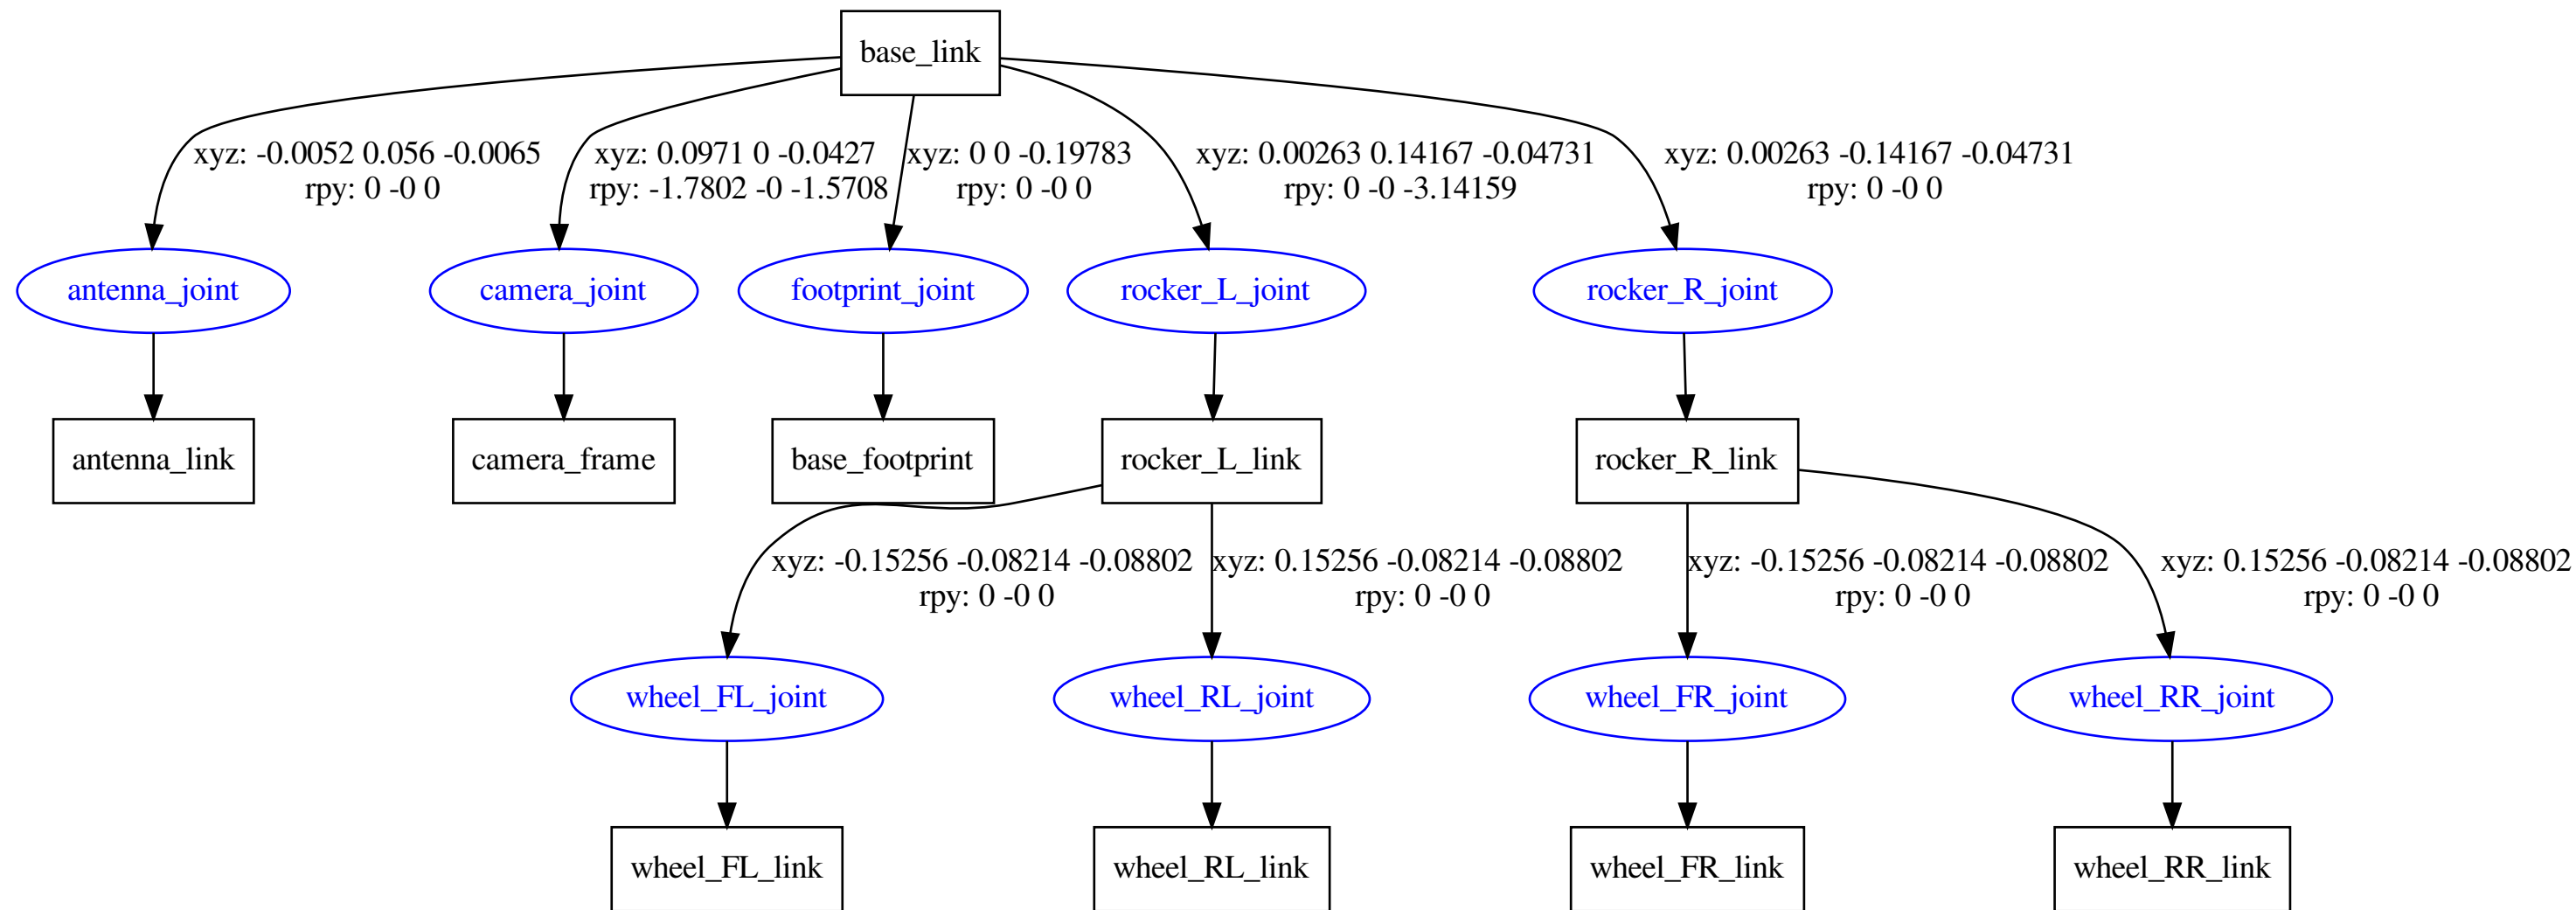 base_link
xyz: -0.0052 0.056 -0.0065
rpy: 0 -0 0
xyz: 0.0971 0 -0.0427
rpy: -1.7802 -0 -1.5708
xyz: 0 0 -0.19783
rpy: 0 -0 0
xyz: 0.00263 0.14167 -0.04731
rpy: 0 -0 -3.14159
xyz: 0.00263 -0.14167 -0.04731
rpy: 0 -0 0
antenna_joint
camera_joint
footprint_joint
rocker_L_joint
rocker_R_joint
antenna_link
camera_frame
base_footprint
rocker_L_link
rocker_R_link
xyz: -0.15256 -0.08214 -0.08802
rpy: 0 -0 0
xyz: 0.15256 -0.08214 -0.08802
rpy: 0 -0 0
xyz: -0.15256 -0.08214 -0.08802
rpy: 0 -0 0
xyz: 0.15256 -0.08214 -0.08802
rpy: 0 -0 0
wheel_FL_joint
wheel_RL_joint
wheel_FR_joint
wheel_RR_joint
wheel_FL_link
wheel_RL_link
wheel_FR_link
wheel_RR_link